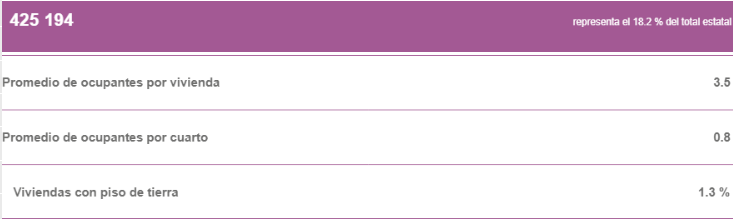 425 194 representa el 18.2 % del total estatal
Promedio de ocupantes por vivienda 3.5
Promedio de ocupantes por cuarto 0.8
Viviendas con piso de tierra 1.3 %